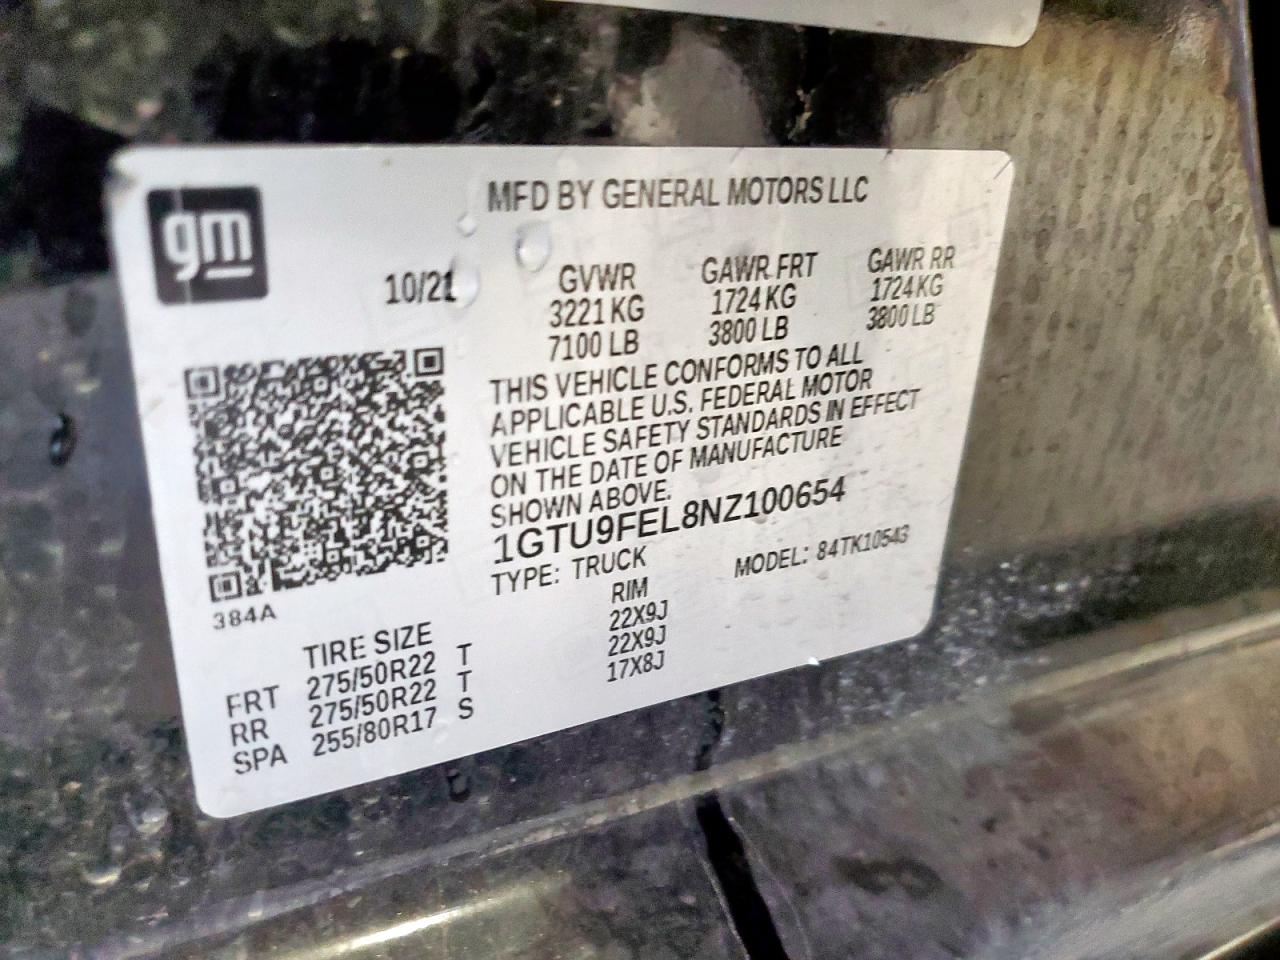 gm
MFD BY GENERAL MOTORS LLC
10/21 GVWR GAWR FRT GAWR RR
3221 KG 1724 KG 1724 KG
7100 LB 3800 LB 3800 LB
THIS VEHICLE CONFORMS TO ALL
APPLICABLE U.S. FEDERAL MOTOR
VEHICLE SAFETY STANDARDS IN EFFECT
ON THE DATE OF MANUFACTURE
SHOWN ABOVE.
1GTU9FEL8NZ100654
TYPE: TRUCK MODEL: 84TK10543
384A
TIRE SIZE RIM
FRT 275/50R22 T 22X9J
RR 275/50R22 T 22X9J
SPA 255/80R17 S 17X8J